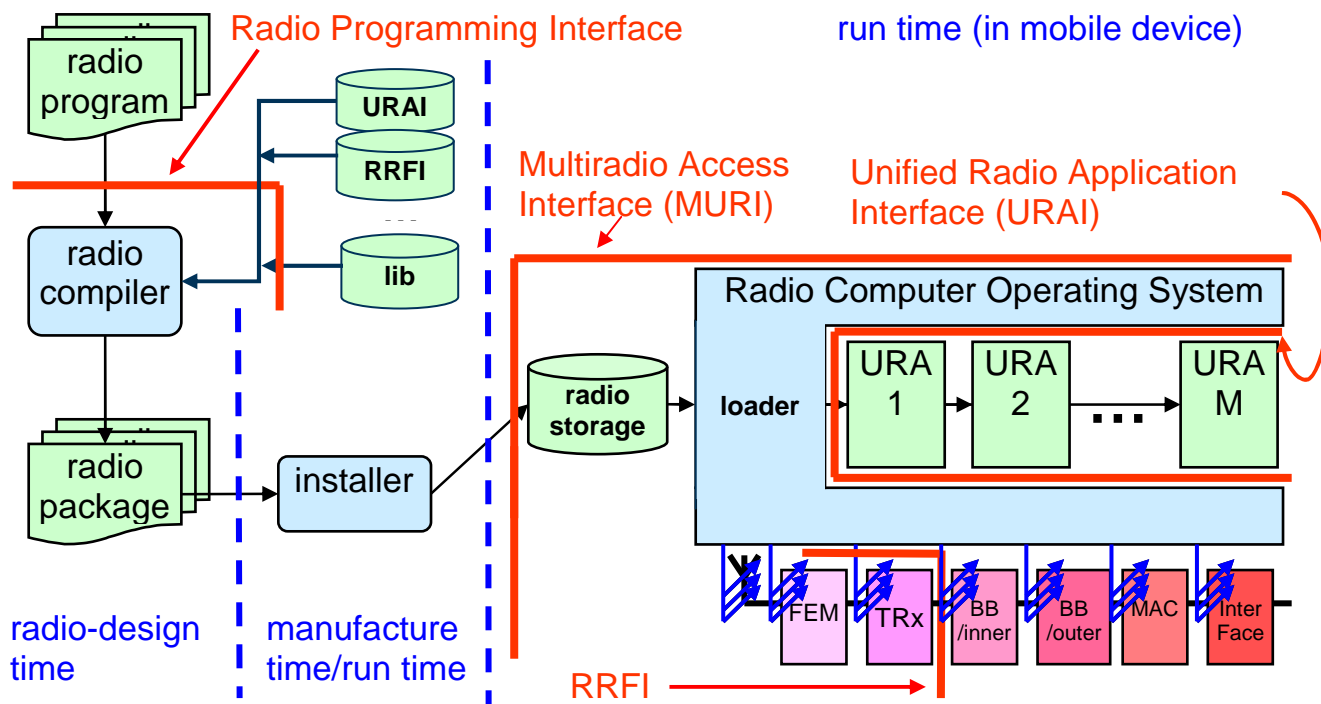 Radio Programming Interface
run time (in mobile device)
radio
program
URAI
RRFI
...
lib
Multiradio Access
Interface (MURI)
Unified Radio Application
Interface (URAI)
radio
compiler
Radio Computer Operating System
radio
storage
loader
URA
1
URA
2
...
URA
M
radio
package
installer
FEM
TRx
BB
/inner
BB
/outer
MAC
Inter
Face
radio-design
time
manufacture
time/run time
RRFI